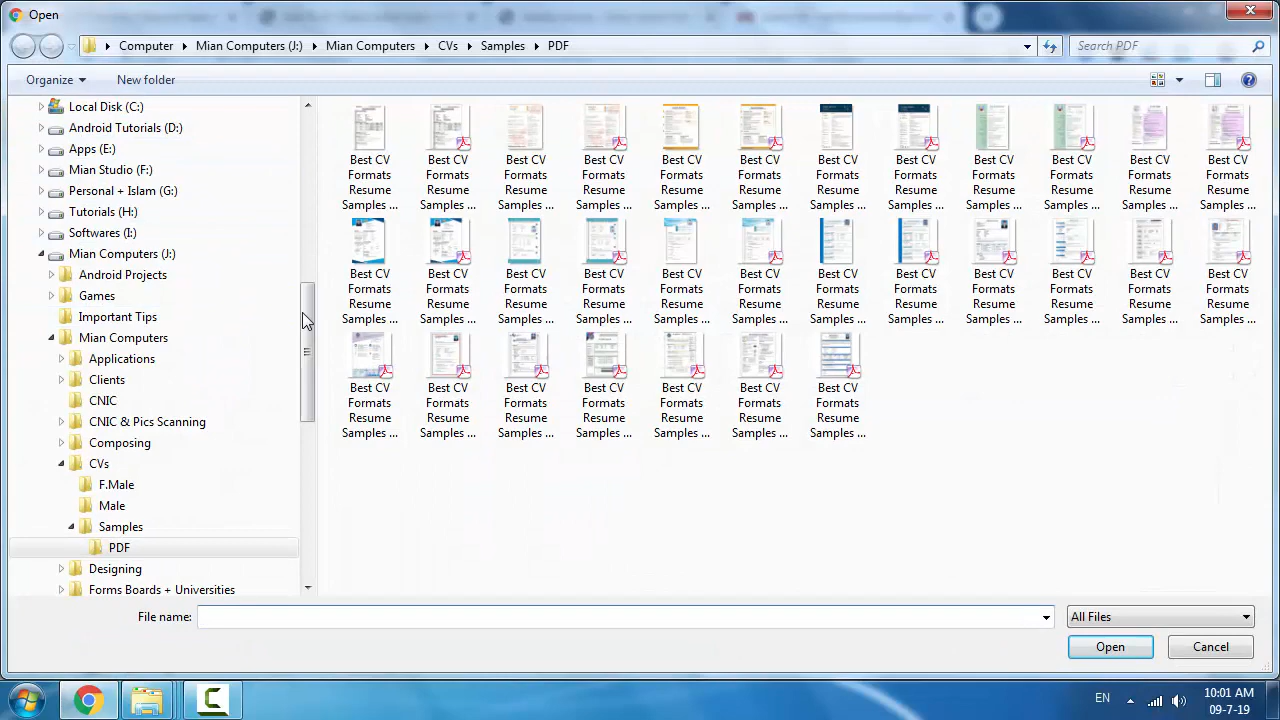 Open
Computer Mian Computers (J:) Mian Computers CVs Samples PDF
Search PDF
Organize New folder
Local Disk (C:)
Android Tutorials (D:)
Apps (E:)
Mian Studio (F:)
Personal + Islam (G:)
Tutorials (H:)
Softwares (I:)
Mian Computers (J:)
Android Projects
Games
Important Tips
Mian Computers
Applications
Clients
CNIC
CNIC & Pics Scanning
Composing
CVs
F.Male
Male
Samples
PDF
Designing
Forms Boards + Universities
Best CV Best CV Best CV Best CV Best CV Best CV Best CV Best CV Best CV Best CV Best CV Best CV
Formats Formats Formats Formats Formats Formats Formats Formats Formats Formats Formats Formats
Resume Resume Resume Resume Resume Resume Resume Resume Resume Resume Resume Resume
Samples ... Samples ... Samples ... Samples ... Samples ... Samples ... Samples ... Samples ... Samples ... Samples ... Samples ... Samples ...
Best CV Best CV Best CV Best CV Best CV Best CV Best CV Best CV Best CV Best CV Best CV Best CV
Formats Formats Formats Formats Formats Formats Formats Formats Formats Formats Formats Formats
Resume Resume Resume Resume Resume Resume Resume Resume Resume Resume Resume Resume
Samples ... Samples ... Samples ... Samples ... Samples ... Samples ... Samples ... Samples ... Samples ... Samples ... Samples ... Samples ...
Best CV Best CV Best CV Best CV Best CV Best CV Best CV
Formats Formats Formats Formats Formats Formats Formats
Resume Resume Resume Resume Resume Resume Resume
Samples ... Samples ... Samples ... Samples ... Samples ... Samples ... Samples ...
File name:
All Files
Open Cancel
EN
10:01 AM
09-7-19